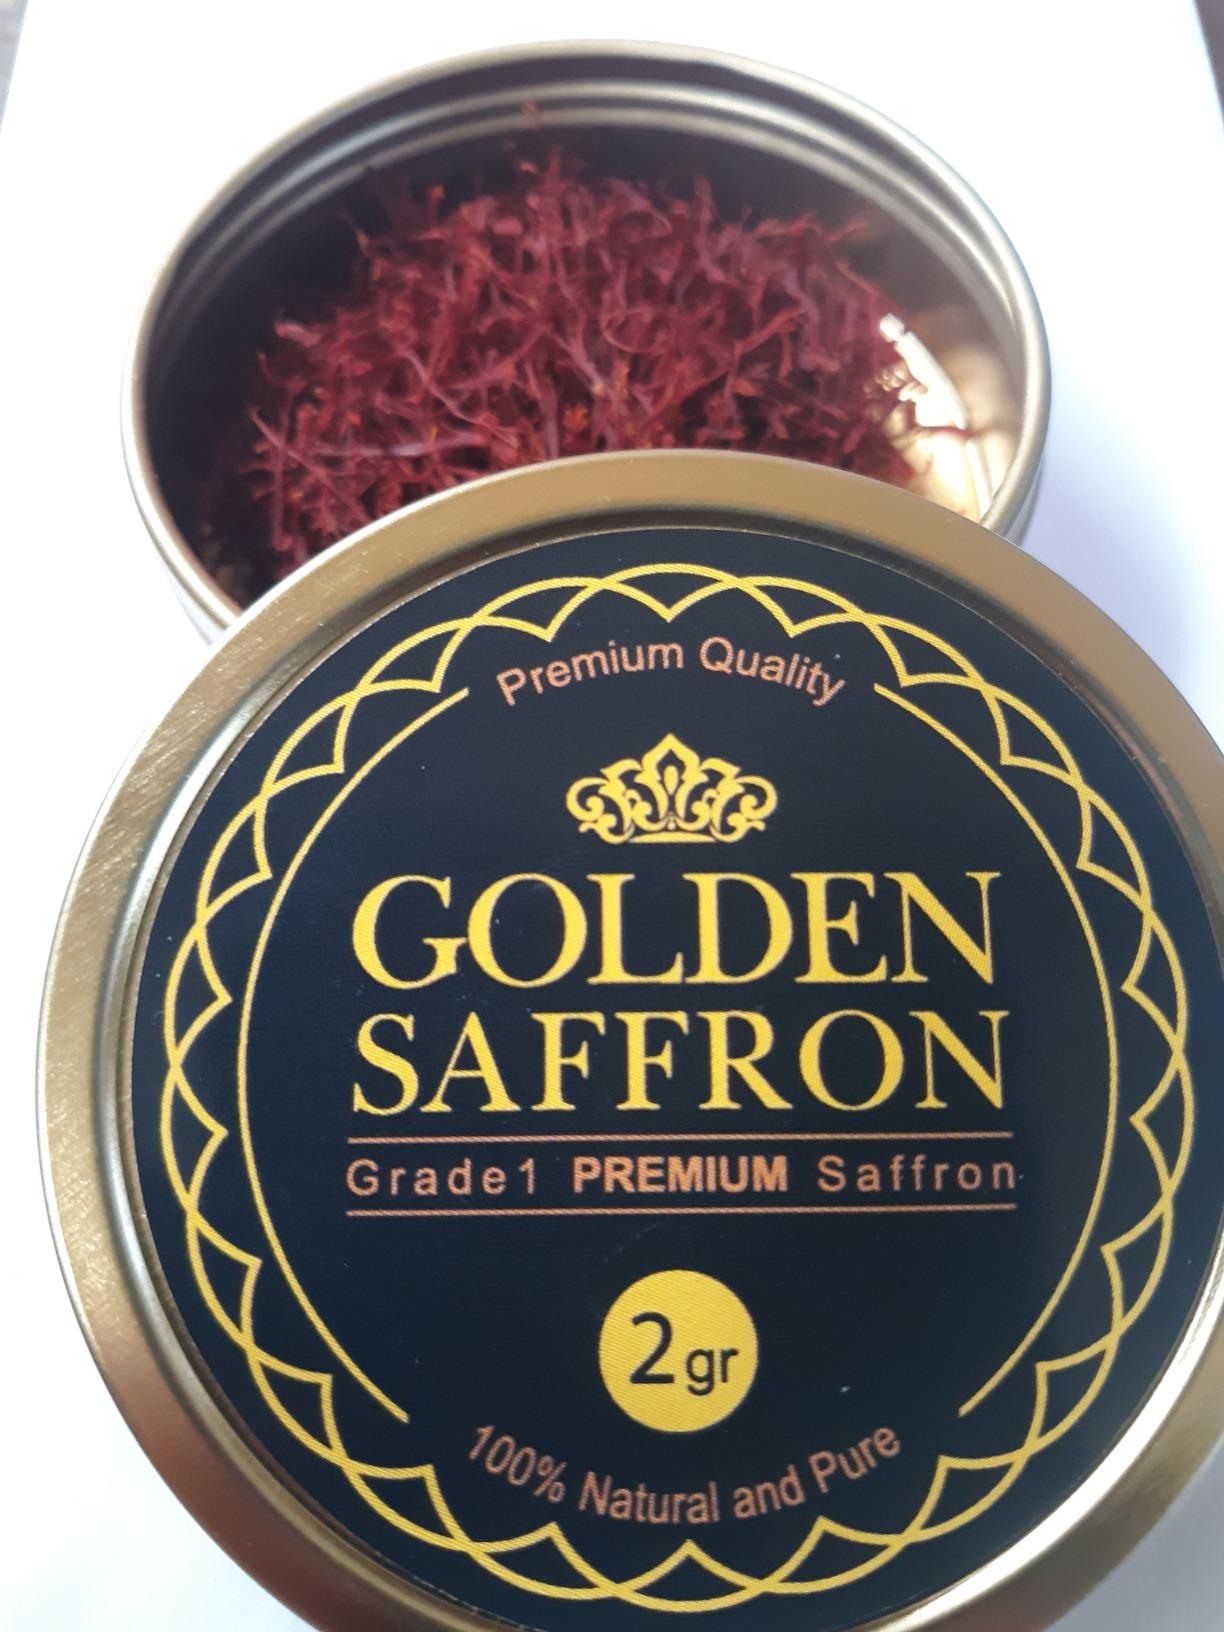 Premium Quality
GOLDEN
SAFFRON
Grade1 PREMIUM Saffron
2gr
100% Natural and Pure